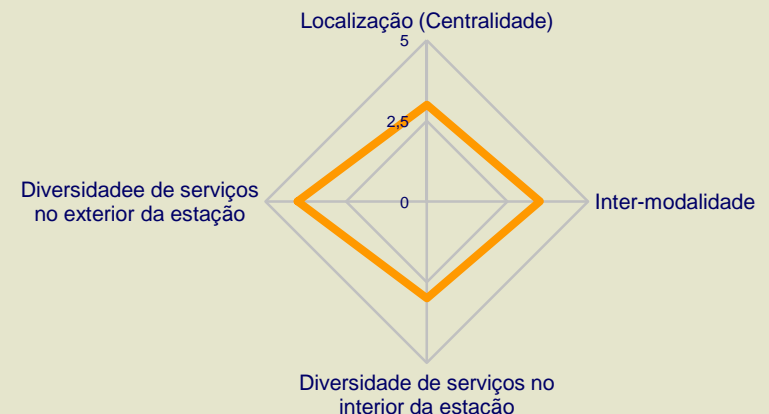 Localização (Centralidade)
5
2,5
Diversidadee de serviços
no exterior da estação
0
Inter-modalidade
Diversidade de serviços no
interior da estação